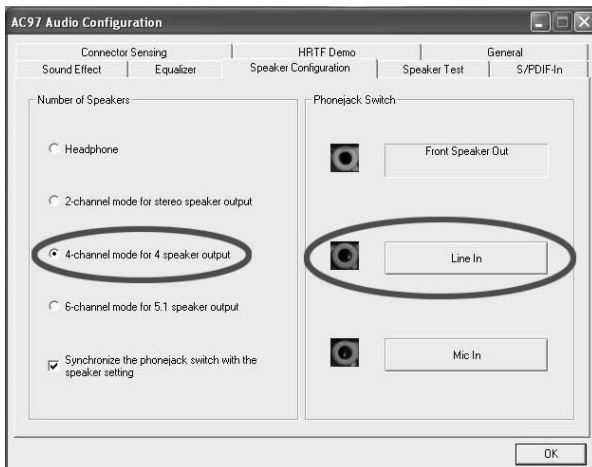 AC97 Audio Configuration
Connector Sensing
HRTF Demo
General
Sound Effect
Equalizer
Speaker Configuration
Speaker Test
S/PDIF-In
Number of Speakers
Headphone
2-channel mode for stereo speaker output
4-channel mode for 4 speaker output
6-channel mode for 5.1 speaker output
Synchronize the phonejack switch with the
speaker setting
Phonejack Switch
Front Speaker Out
Line In
Mic In
OK